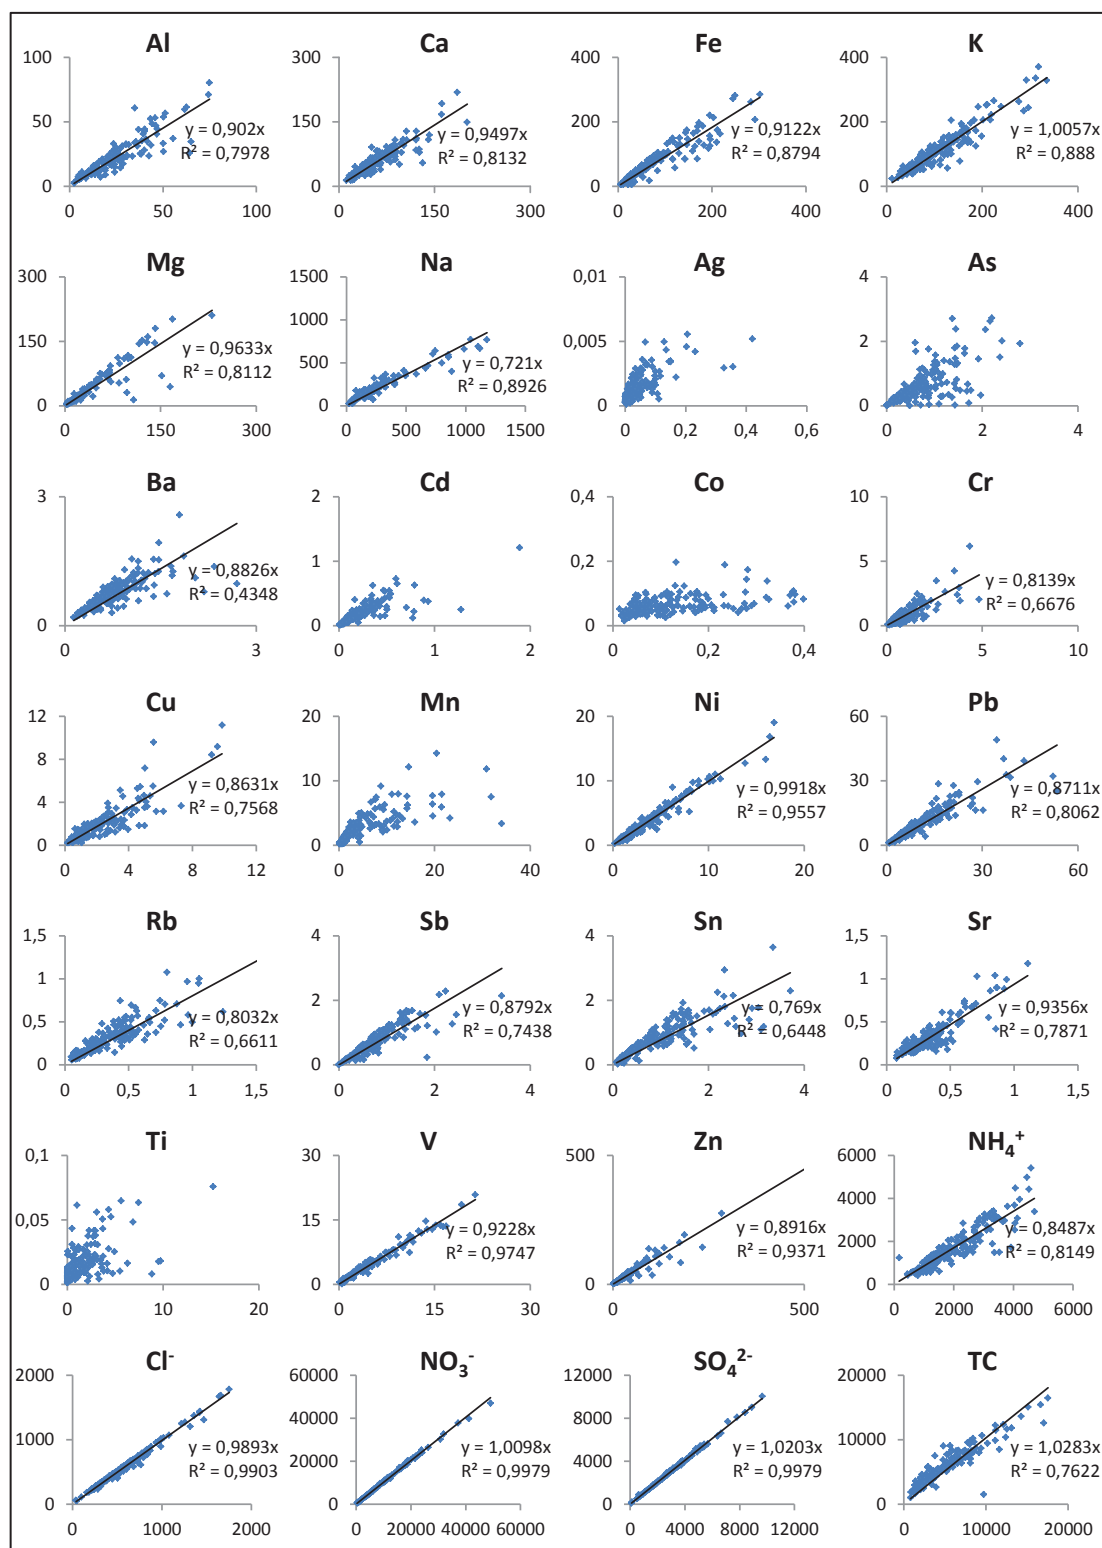 Al Ca Fe K
100 300 400 400
50 150 200 200
0 0 0 0
y = 0,902x y = 0,9497x y = 0,9122x y = 1,0057x
R² = 0,7978 R² = 0,8132 R² = 0,8794 R² = 0,888
0 50 100 0 150 300 0 200 400 0 200 400
Mg Na Ag As
300 1500 0,01 4
1000
150 0,005 2
500
0 0 0 0
y = 0,9633x y = 0,721x
R² = 0,8112 R² = 0,8926
0 150 300 0 500 1000 1500 0 0,2 0,4 0,6 0 2 4
Ba Cd Co Cr
3 2 0,4 10
1 0,2 5
0 0 0 0
y = 0,8826x y = 0,8139x
R² = 0,4348 R² = 0,6676
0 3 0 1 2 0 0,2 0,4 0 5 10
Cu Mn Ni Pb
12 20 20 60
8
10 10 30
4
0 0 0 0
y = 0,8631x y = 0,9918x y = 0,8711x
R² = 0,7568 R² = 0,9557 R² = 0,8062
0 4 8 12 0 20 40 0 10 20 0 30 60
Rb Sb Sn Sr
1,5 4 4 1,5
1 1
2 2
0,5 0,5
0 0 0 0
y = 0,8032x y = 0,8792x y = 0,769x y = 0,9356x
R² = 0,6611 R² = 0,7438 R² = 0,6448 R² = 0,7871
0 0,5 1 1,5 0 2 4 0 2 4 0 0,5 1 1,5
Ti V Zn NH₄⁺
0,1 30 500 6000
4000
0,05 15
2000
0 0 0 0
y = 0,9228x y = 0,8916x y = 0,8487x
R² = 0,9747 R² = 0,9371 R² = 0,8149
0 10 20 0 15 30 0 500 0 2000 4000 6000
Cl⁻ NO₃⁻ SO₄²⁻ TC
2000 60000 12000 20000
40000 8000
1000 10000
20000 4000
0 0 0 0
y = 0,9893x y = 1,0098x y = 1,0203x y = 1,0283x
R² = 0,9903 R² = 0,9979 R² = 0,9979 R² = 0,7622
0 1000 2000 0 20000 40000 60000 0 4000 8000 12000 0 10000 20000